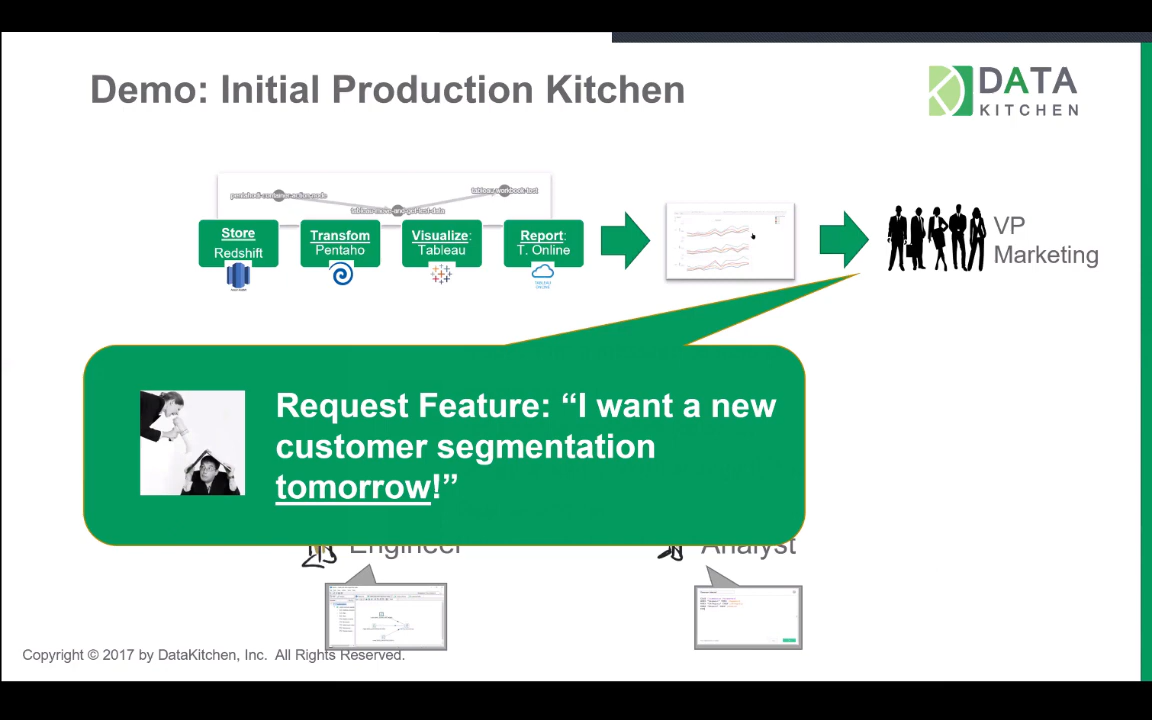 Demo: Initial Production Kitchen
DATA
KITCHEN
Store
Redshift
Transfom
Pentaho
Visualize:
Tableau
Report:
T. Online
VP
Marketing
Request Feature: “I want a new
customer segmentation
tomorrow!”
Engineer
Analyst
Copyright © 2017 by DataKitchen, Inc. All Rights Reserved.